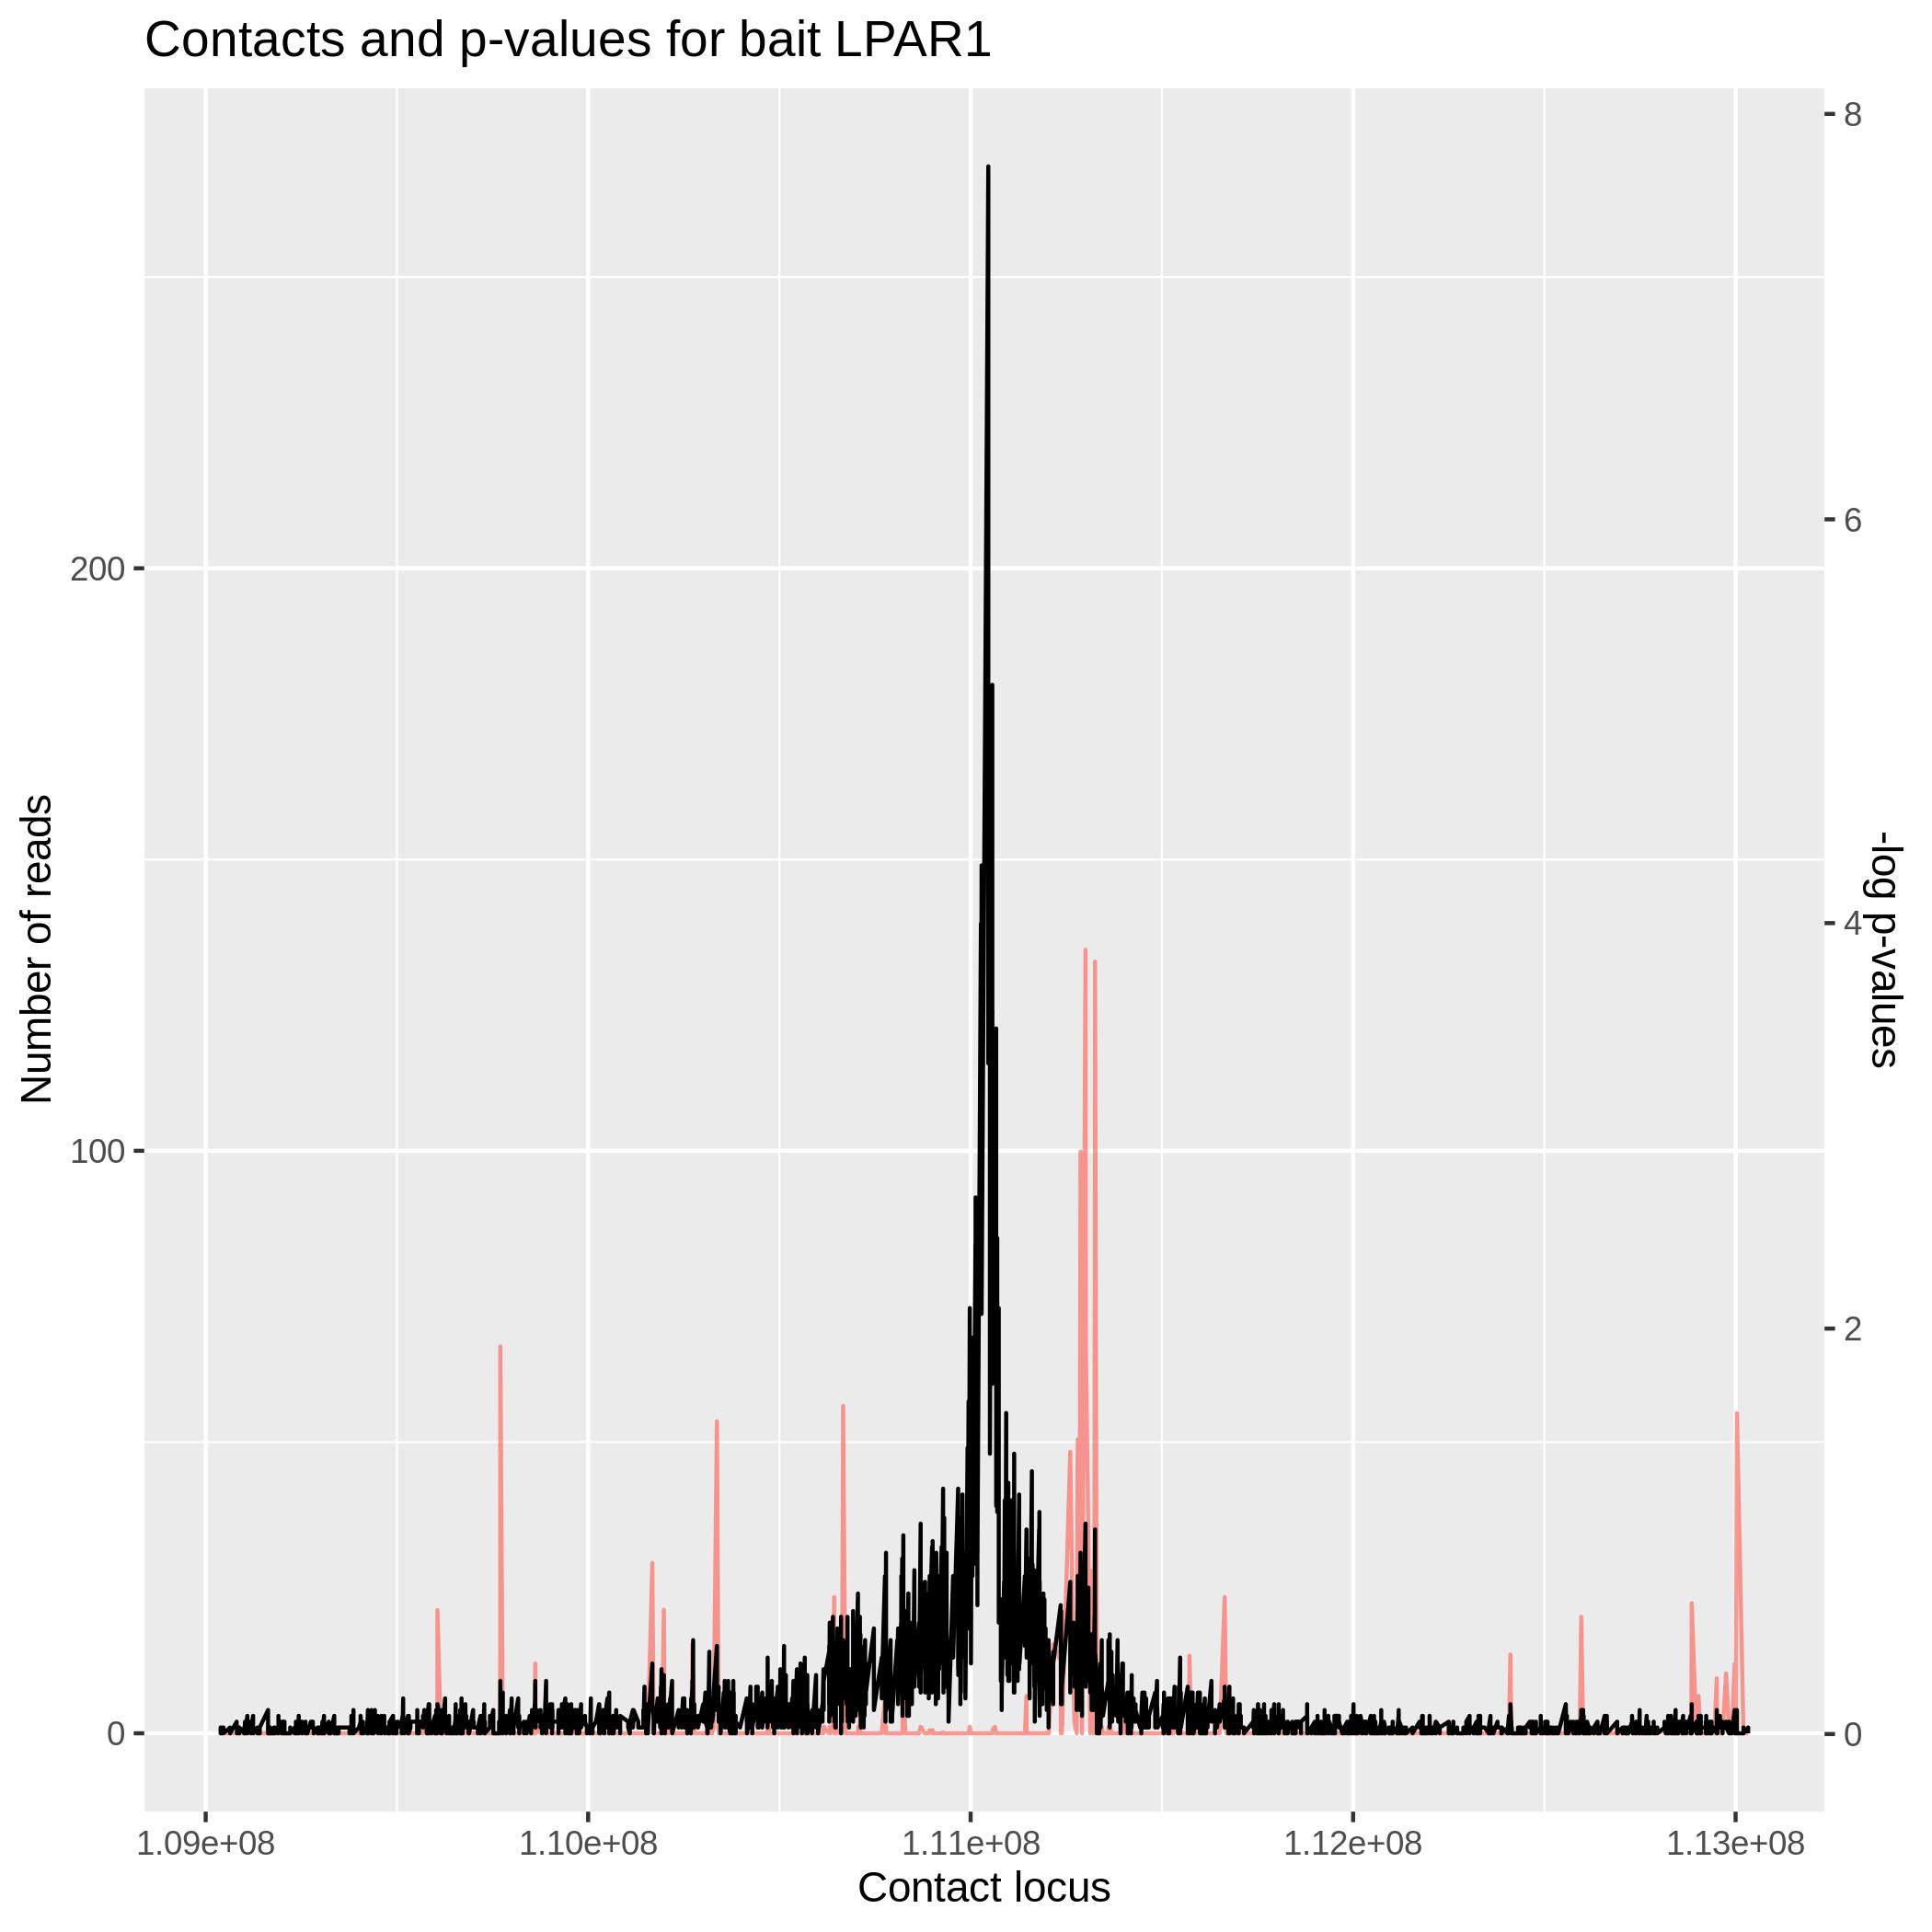 Contacts and p-values for bait LPAR1
Number of reads
200
100
0
8
6
4
2
0
-log p-values
1.09e+08 1.10e+08 1.11e+08 1.12e+08 1.13e+08
Contact locus